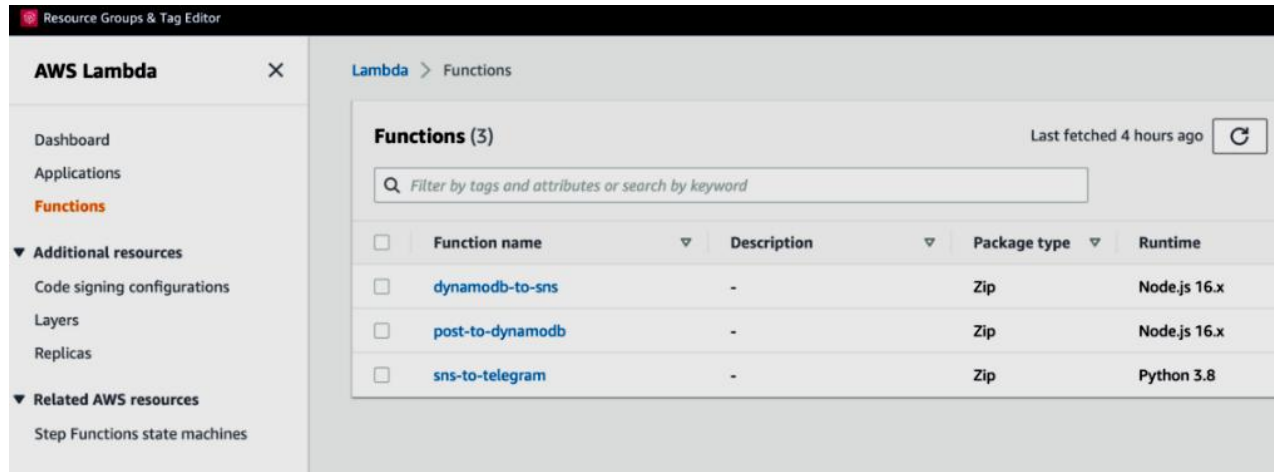 Resource Groups & Tag Editor
AWS Lambda
Dashboard
Applications
Functions
Additional resources
Code signing configurations
Layers
Replicas
Related AWS resources
Step Functions state machines
Lambda > Functions
Functions (3)
Last fetched 4 hours ago
Filter by tags and attributes or search by keyword
Function name Description Package type Runtime
dynamodb-to-sns - Zip Node.js 16.x
post-to-dynamodb - Zip Node.js 16.x
sns-to-telegram - Zip Python 3.8